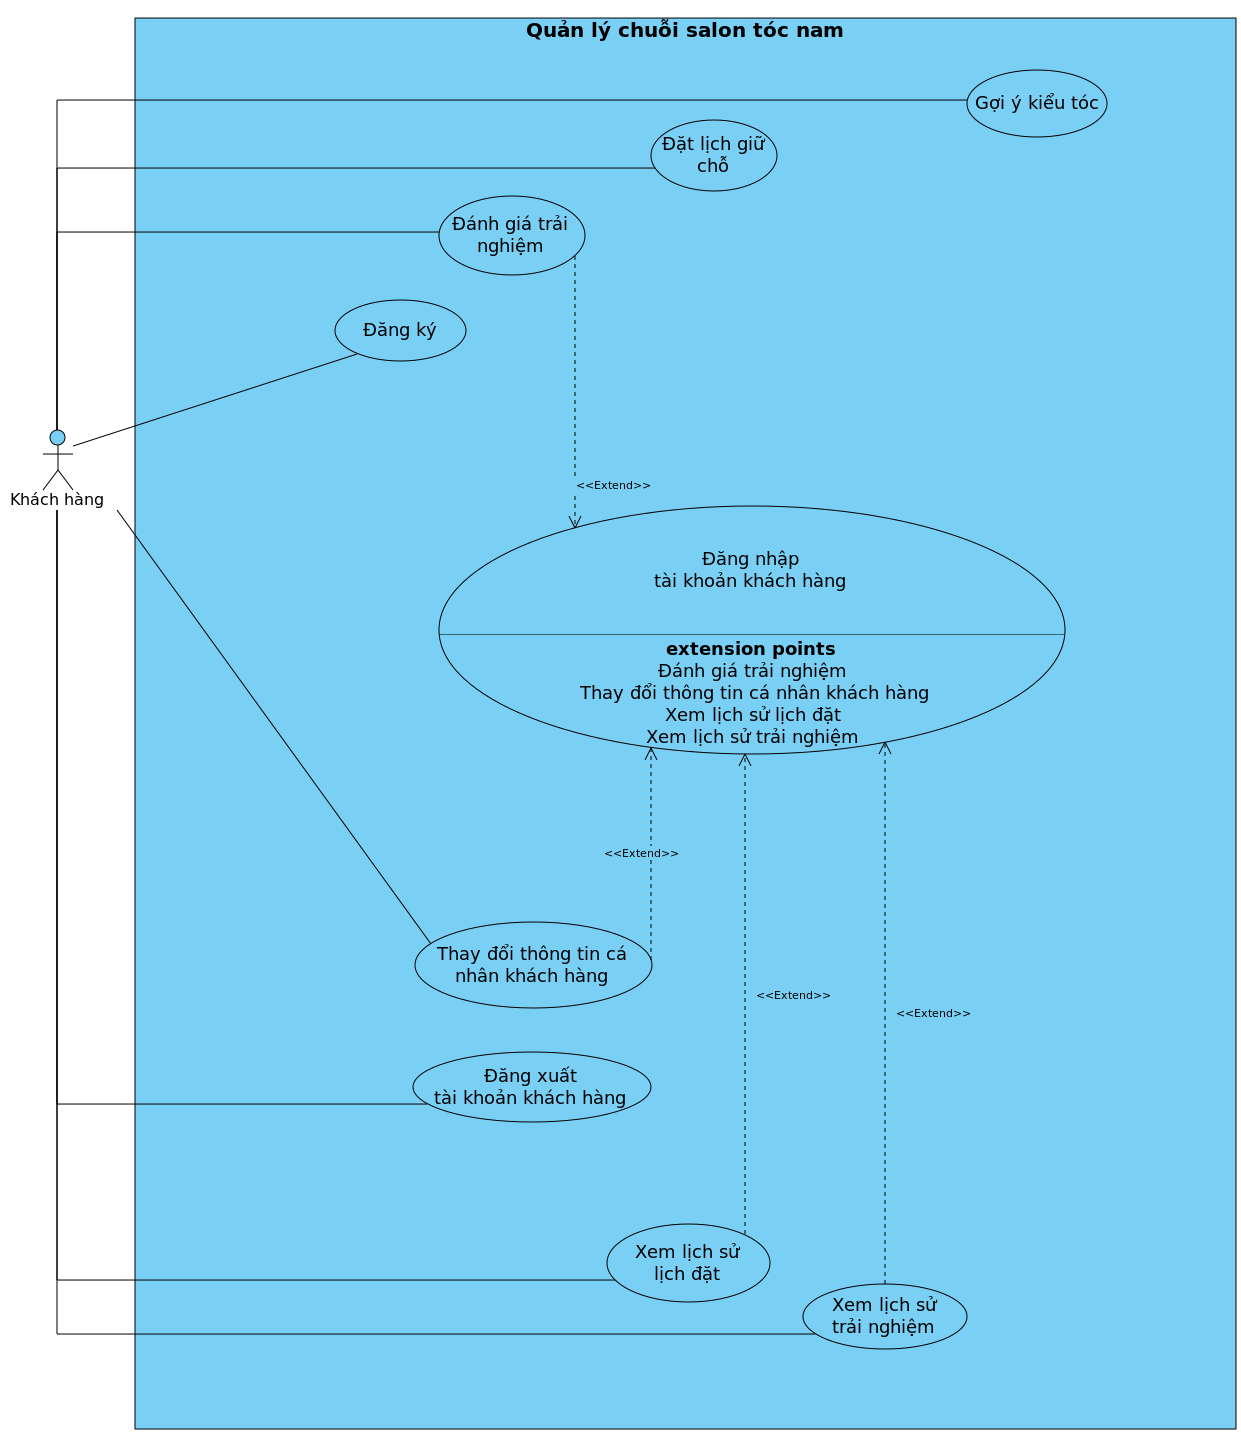 Quản lý chuỗi salon tóc nam
Gợi ý kiểu tóc
Đặt lịch giữ
chỗ
Đánh giá trải
nghiệm
Đăng ký
Khách hàng
<<Extend>>
Đăng nhập
tài khoản khách hàng
extension points
Đánh giá trải nghiệm
Thay đổi thông tin cá nhân khách hàng
Xem lịch sử lịch đặt
Xem lịch sử trải nghiệm
<<Extend>>
Thay đổi thông tin cá
nhân khách hàng
<<Extend>>
<<Extend>>
Đăng xuất
tài khoản khách hàng
Xem lịch sử
lịch đặt
Xem lịch sử
trải nghiệm